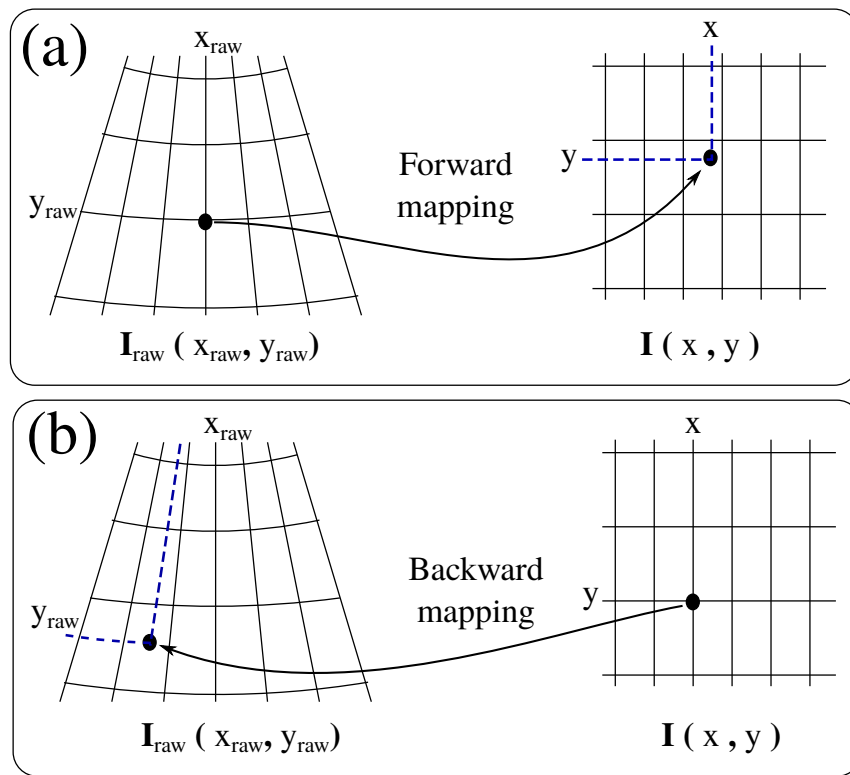 (a)
x_raw
x
y
Forward
mapping
y_raw
I_raw ( x_raw, y_raw)
I ( x , y )
(b)
x_raw
x
Backward
mapping
y
y_raw
I_raw ( x_raw, y_raw)
I ( x , y )